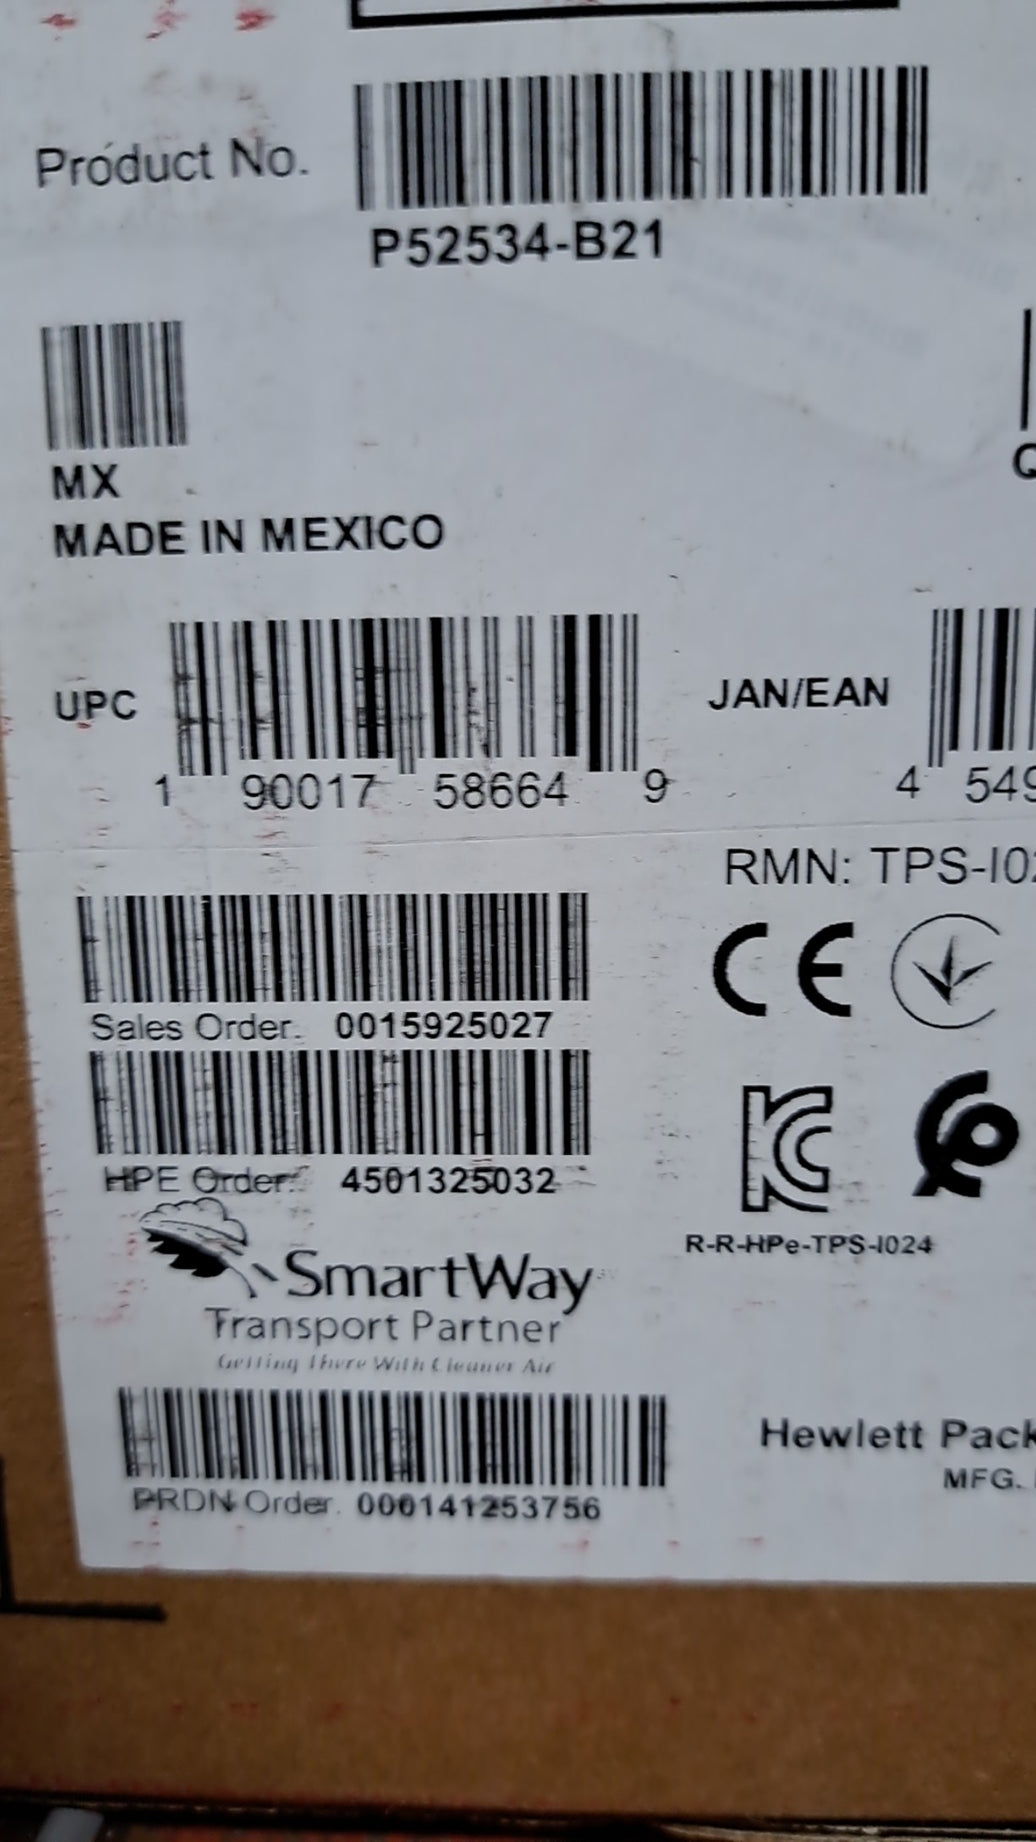 Product No.
P52534-B21
MX
MADE IN MEXICO
UPC
1 90017 58664 9
JAN/EAN
4 549
RMN: TPS-I02
CE
Sales Order. 0015925027
HPE Order. 4501325032
R-R-HPe-TPS-I024
SmartWay
Transport Partner
Getting There With Cleaner Air
Hewlett Pack
MFG.
PRDN Order. 000141253756